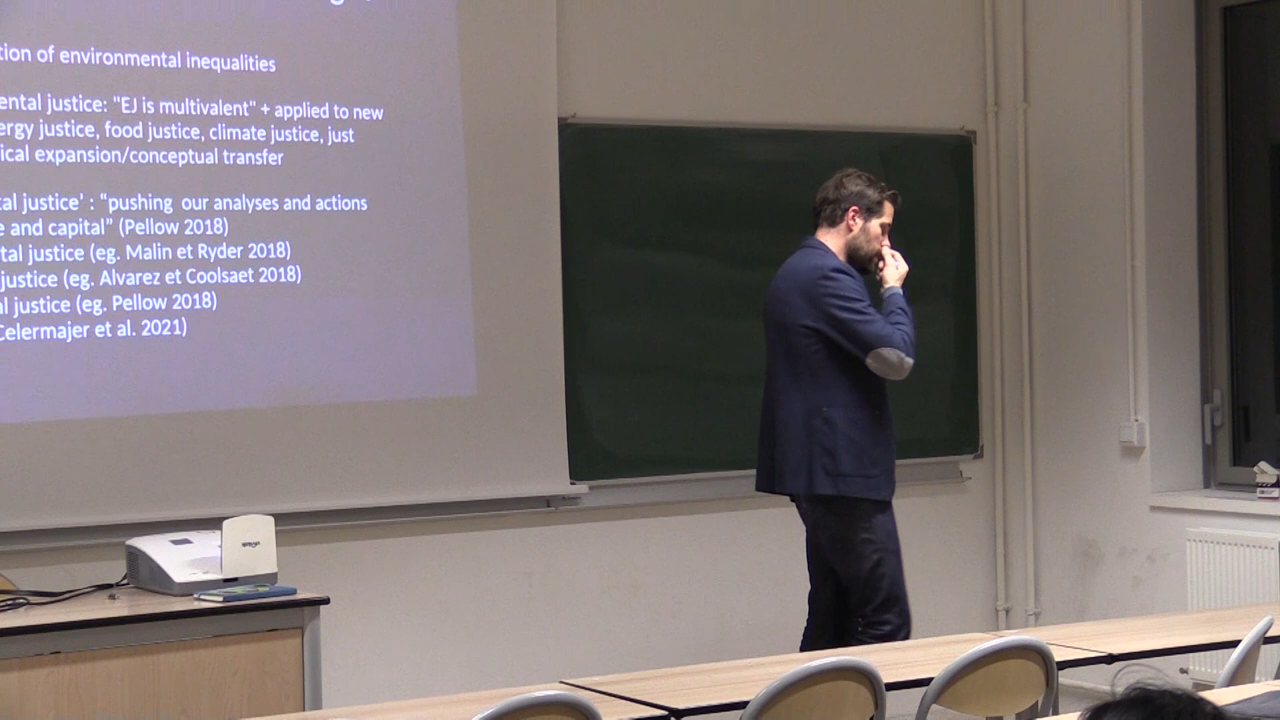 tion of environmental inequalities
ental justice: "EJ is multivalent" + applied to new
ergy justice, food justice, climate justice, just
ical expansion/conceptual transfer
tal justice' : “pushing our analyses and actions
e and capital” (Pellow 2018)
tal justice (eg. Malin et Ryder 2018)
justice (eg. Alvarez et Coolsaet 2018)
al justice (eg. Pellow 2018)
Celermajer et al. 2021)